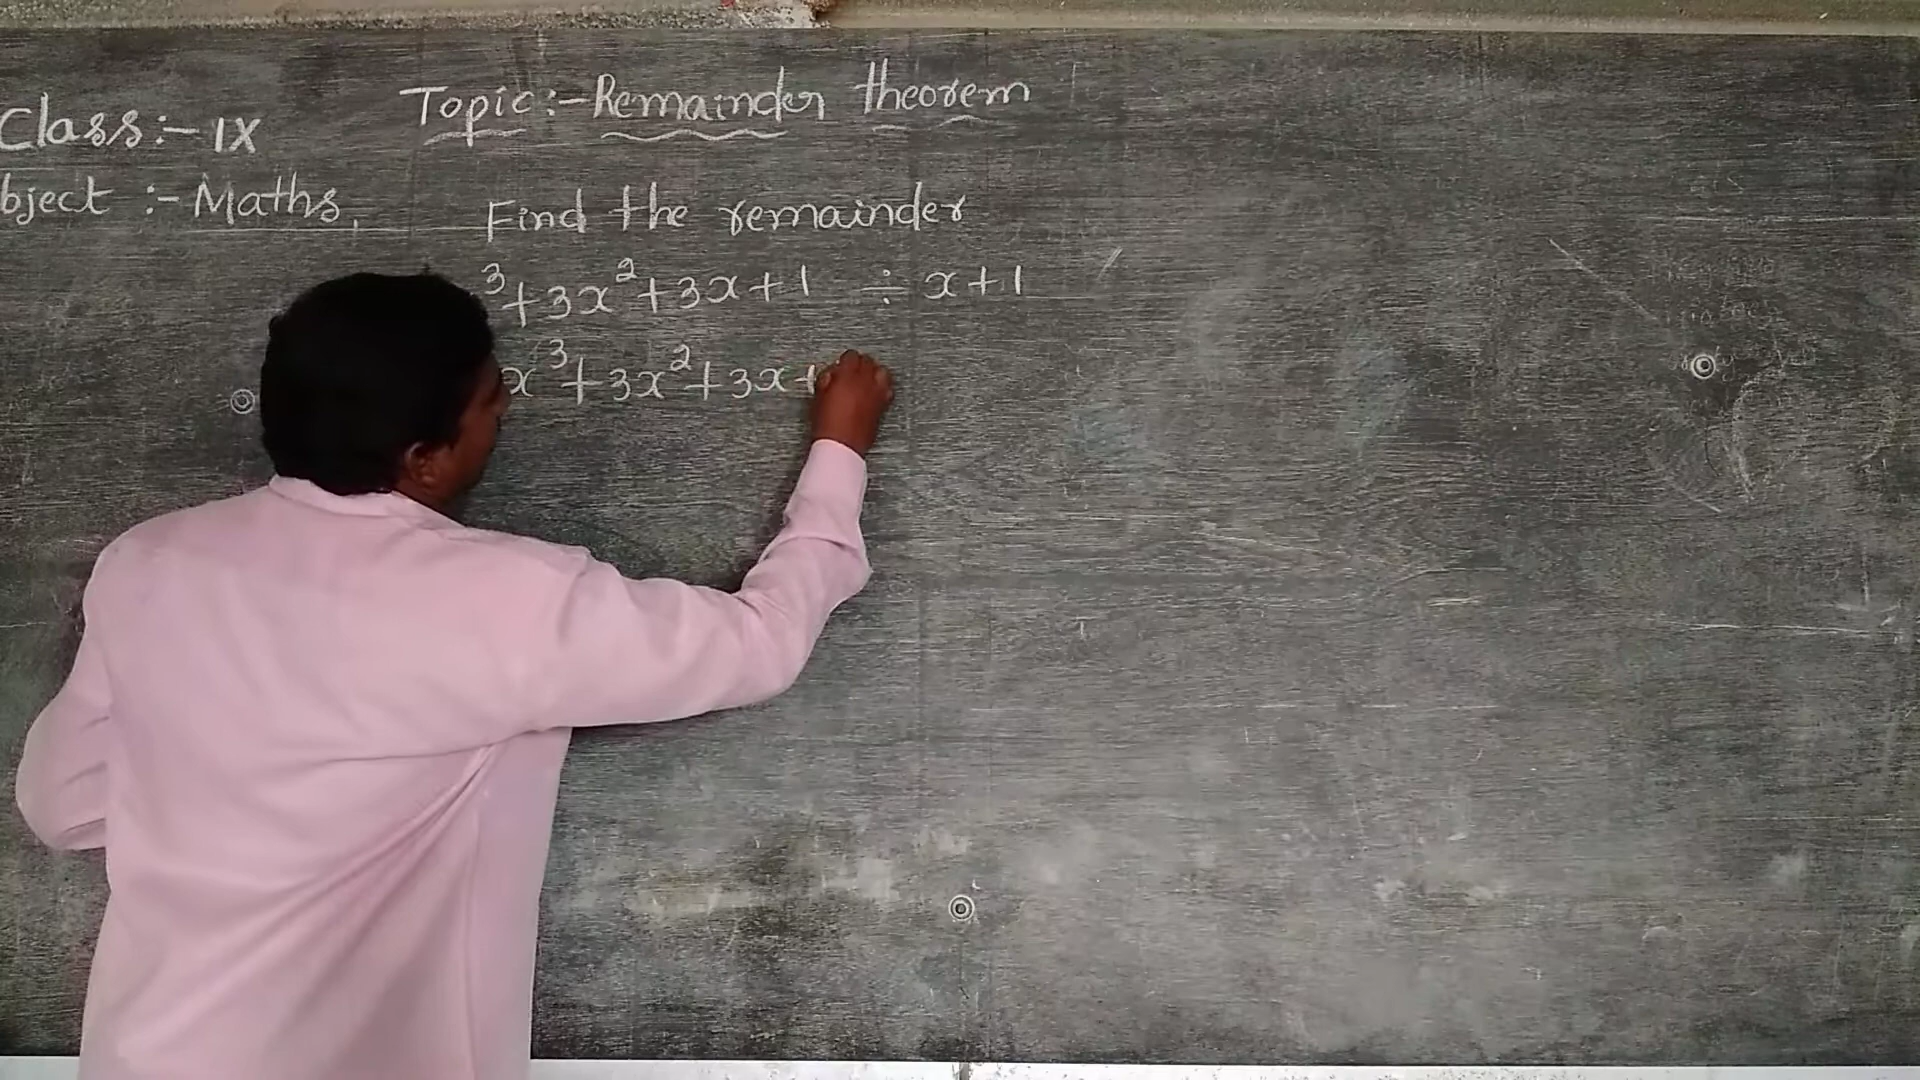 Topic:- Remainder theorem
Class:- IX
bject :- Maths,
Find the remainder
³+3x²+3x+1 ÷ x+1
x³+3x²+3x+